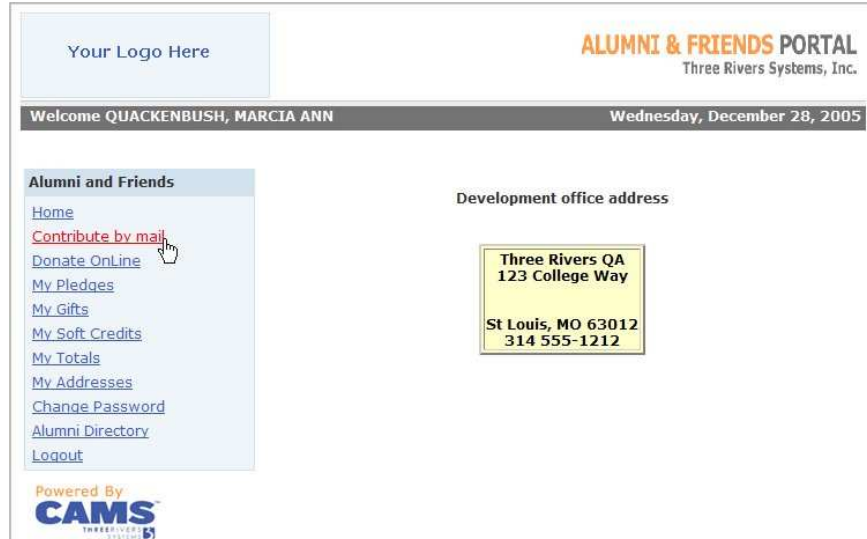 Your Logo Here
ALUMNI & FRIENDS PORTAL
Three Rivers Systems, Inc.
Welcome QUACKENBUSH, MARCIA ANN
Wednesday, December 28, 2005
Alumni and Friends
Home
Contribute by mail
Donate OnLine
My Pledges
My Gifts
My Soft Credits
My Totals
My Addresses
Change Password
Alumni Directory
Logout
Development office address
Three Rivers QA
123 College Way
St Louis, MO 63012
314 555-1212
Powered By
CAMS
THREE RIVERS
SYSTEMS